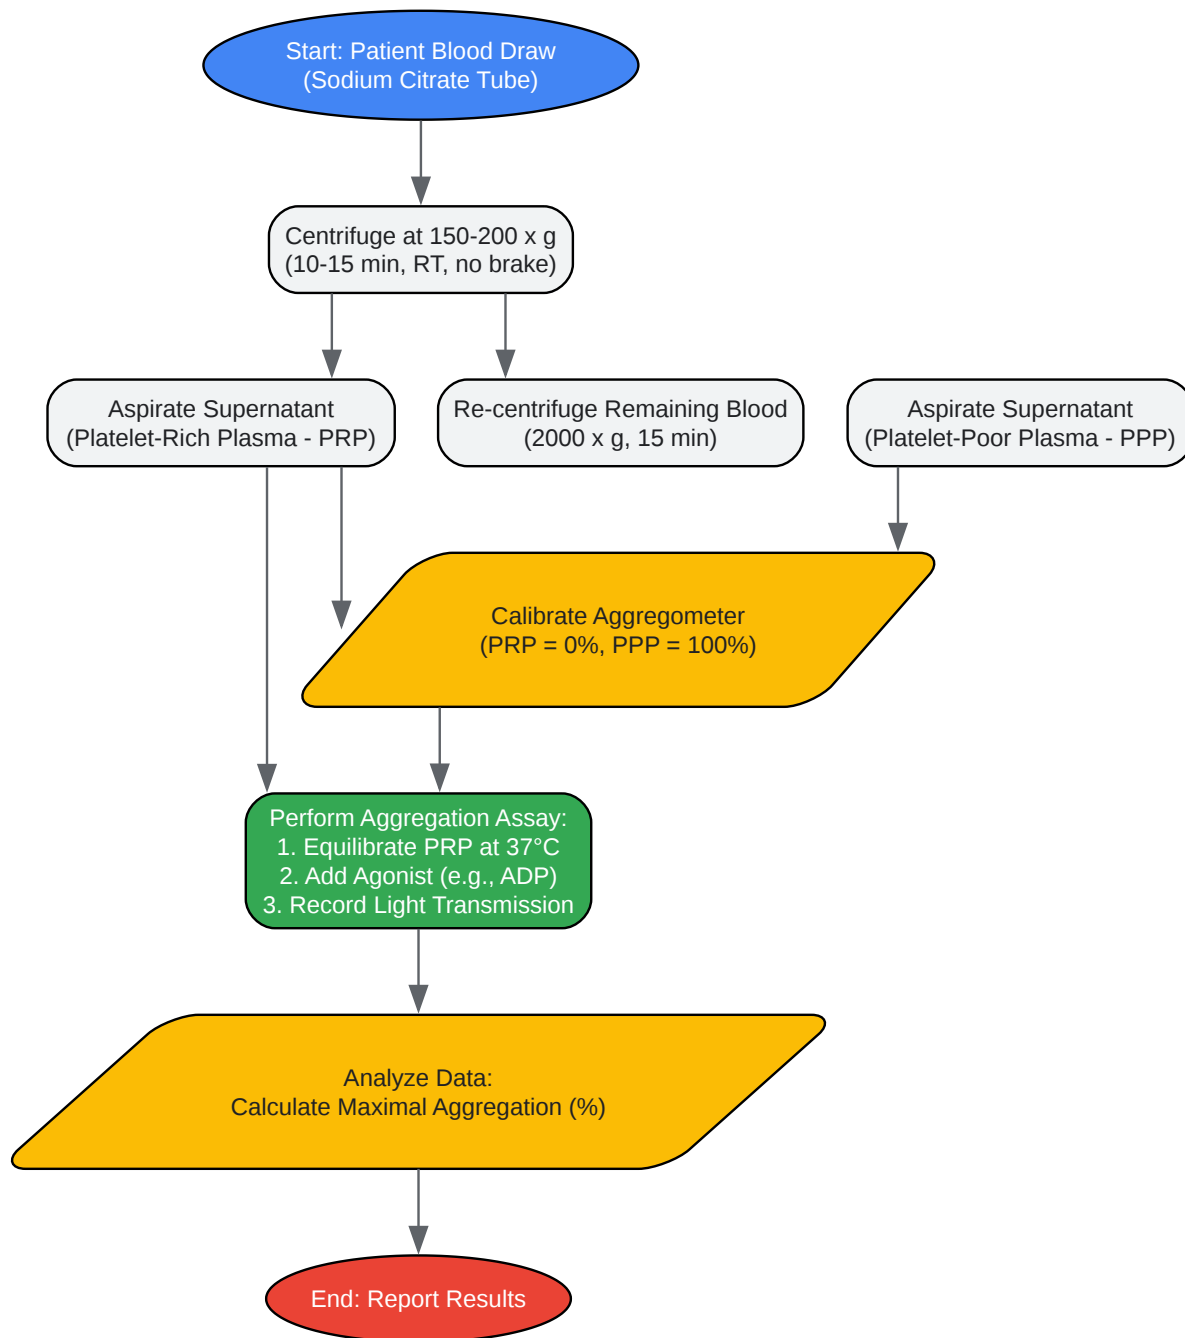 Start: Patient Blood Draw
(Sodium Citrate Tube)
Centrifuge at 150-200 x g
(10-15 min, RT, no brake)
Aspirate Supernatant
(Platelet-Rich Plasma - PRP)
Re-centrifuge Remaining Blood
(2000 x g, 15 min)
Aspirate Supernatant
(Platelet-Poor Plasma - PPP)
Calibrate Aggregometer
(PRP = 0%, PPP = 100%)
Perform Aggregation Assay:
1. Equilibrate PRP at 37°C
2. Add Agonist (e.g., ADP)
3. Record Light Transmission
Analyze Data:
Calculate Maximal Aggregation (%)
End: Report Results